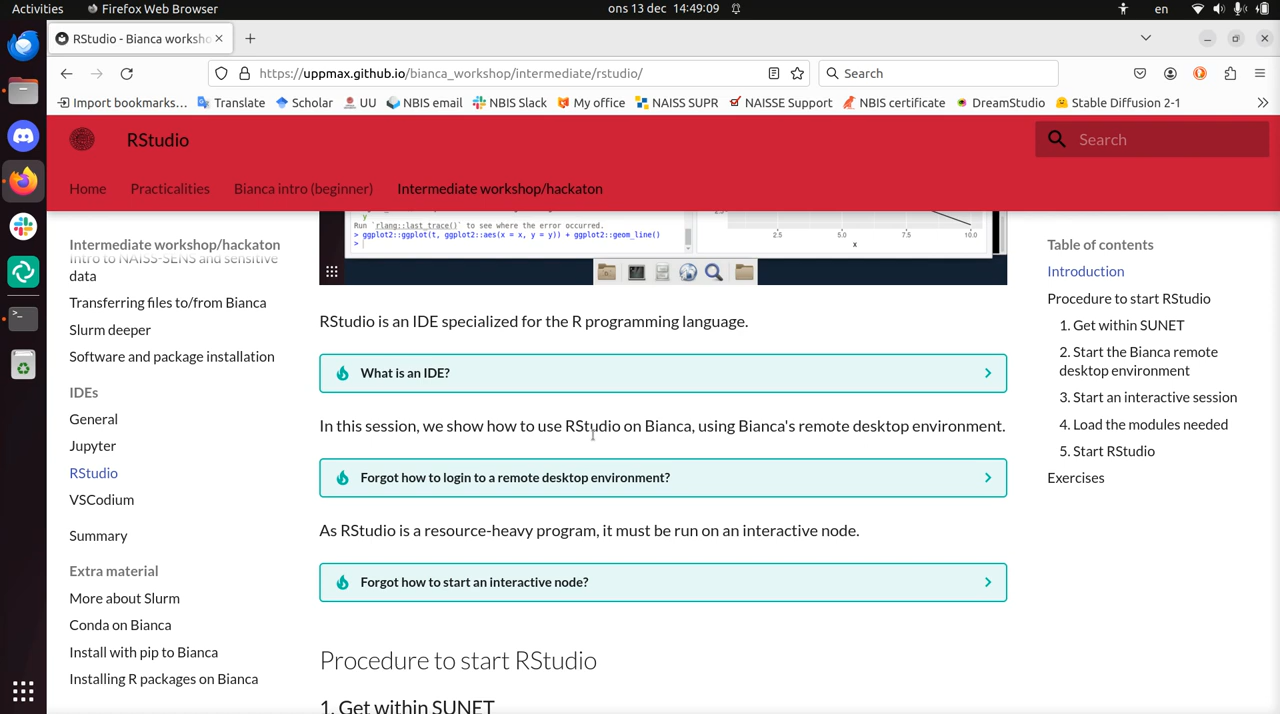 Activities
Firefox Web Browser
ons 13 dec 14:49:09
en
RStudio - Bianca worksho
https://uppmax.github.io/bianca_workshop/intermediate/rstudio/
Search
Import bookmarks...
Translate
Scholar
UU
NBIS email
NBIS Slack
My office
NAISS SUPR
NAISSE Support
NBIS certificate
DreamStudio
Stable Diffusion 2-1
RStudio
Search
Home
Practicalities
Bianca intro (beginner)
Intermediate workshop/hackaton
Intermediate workshop/hackaton
Intro to NAISS-SENS and sensitive
data
Transferring files to/from Bianca
Slurm deeper
Software and package installation
IDEs
General
Jupyter
RStudio
VSCodium
Summary
Extra material
More about Slurm
Conda on Bianca
Install with pip to Bianca
Installing R packages on Bianca
y
Run `rlang::last_trace()` to see where the error occurred.
> ggplot2::ggplot(t, ggplot2::aes(x = x, y = y)) + ggplot2::geom_line()
>
2.5
5.0
7.5
10.0
x
RStudio is an IDE specialized for the R programming language.
What is an IDE?
In this session, we show how to use RStudio on Bianca, using Bianca's remote desktop environment.
Forgot how to login to a remote desktop environment?
As RStudio is a resource-heavy program, it must be run on an interactive node.
Forgot how to start an interactive node?
Procedure to start RStudio
1. Get within SUNET
Table of contents
Introduction
Procedure to start RStudio
1. Get within SUNET
2. Start the Bianca remote
desktop environment
3. Start an interactive session
4. Load the modules needed
5. Start RStudio
Exercises